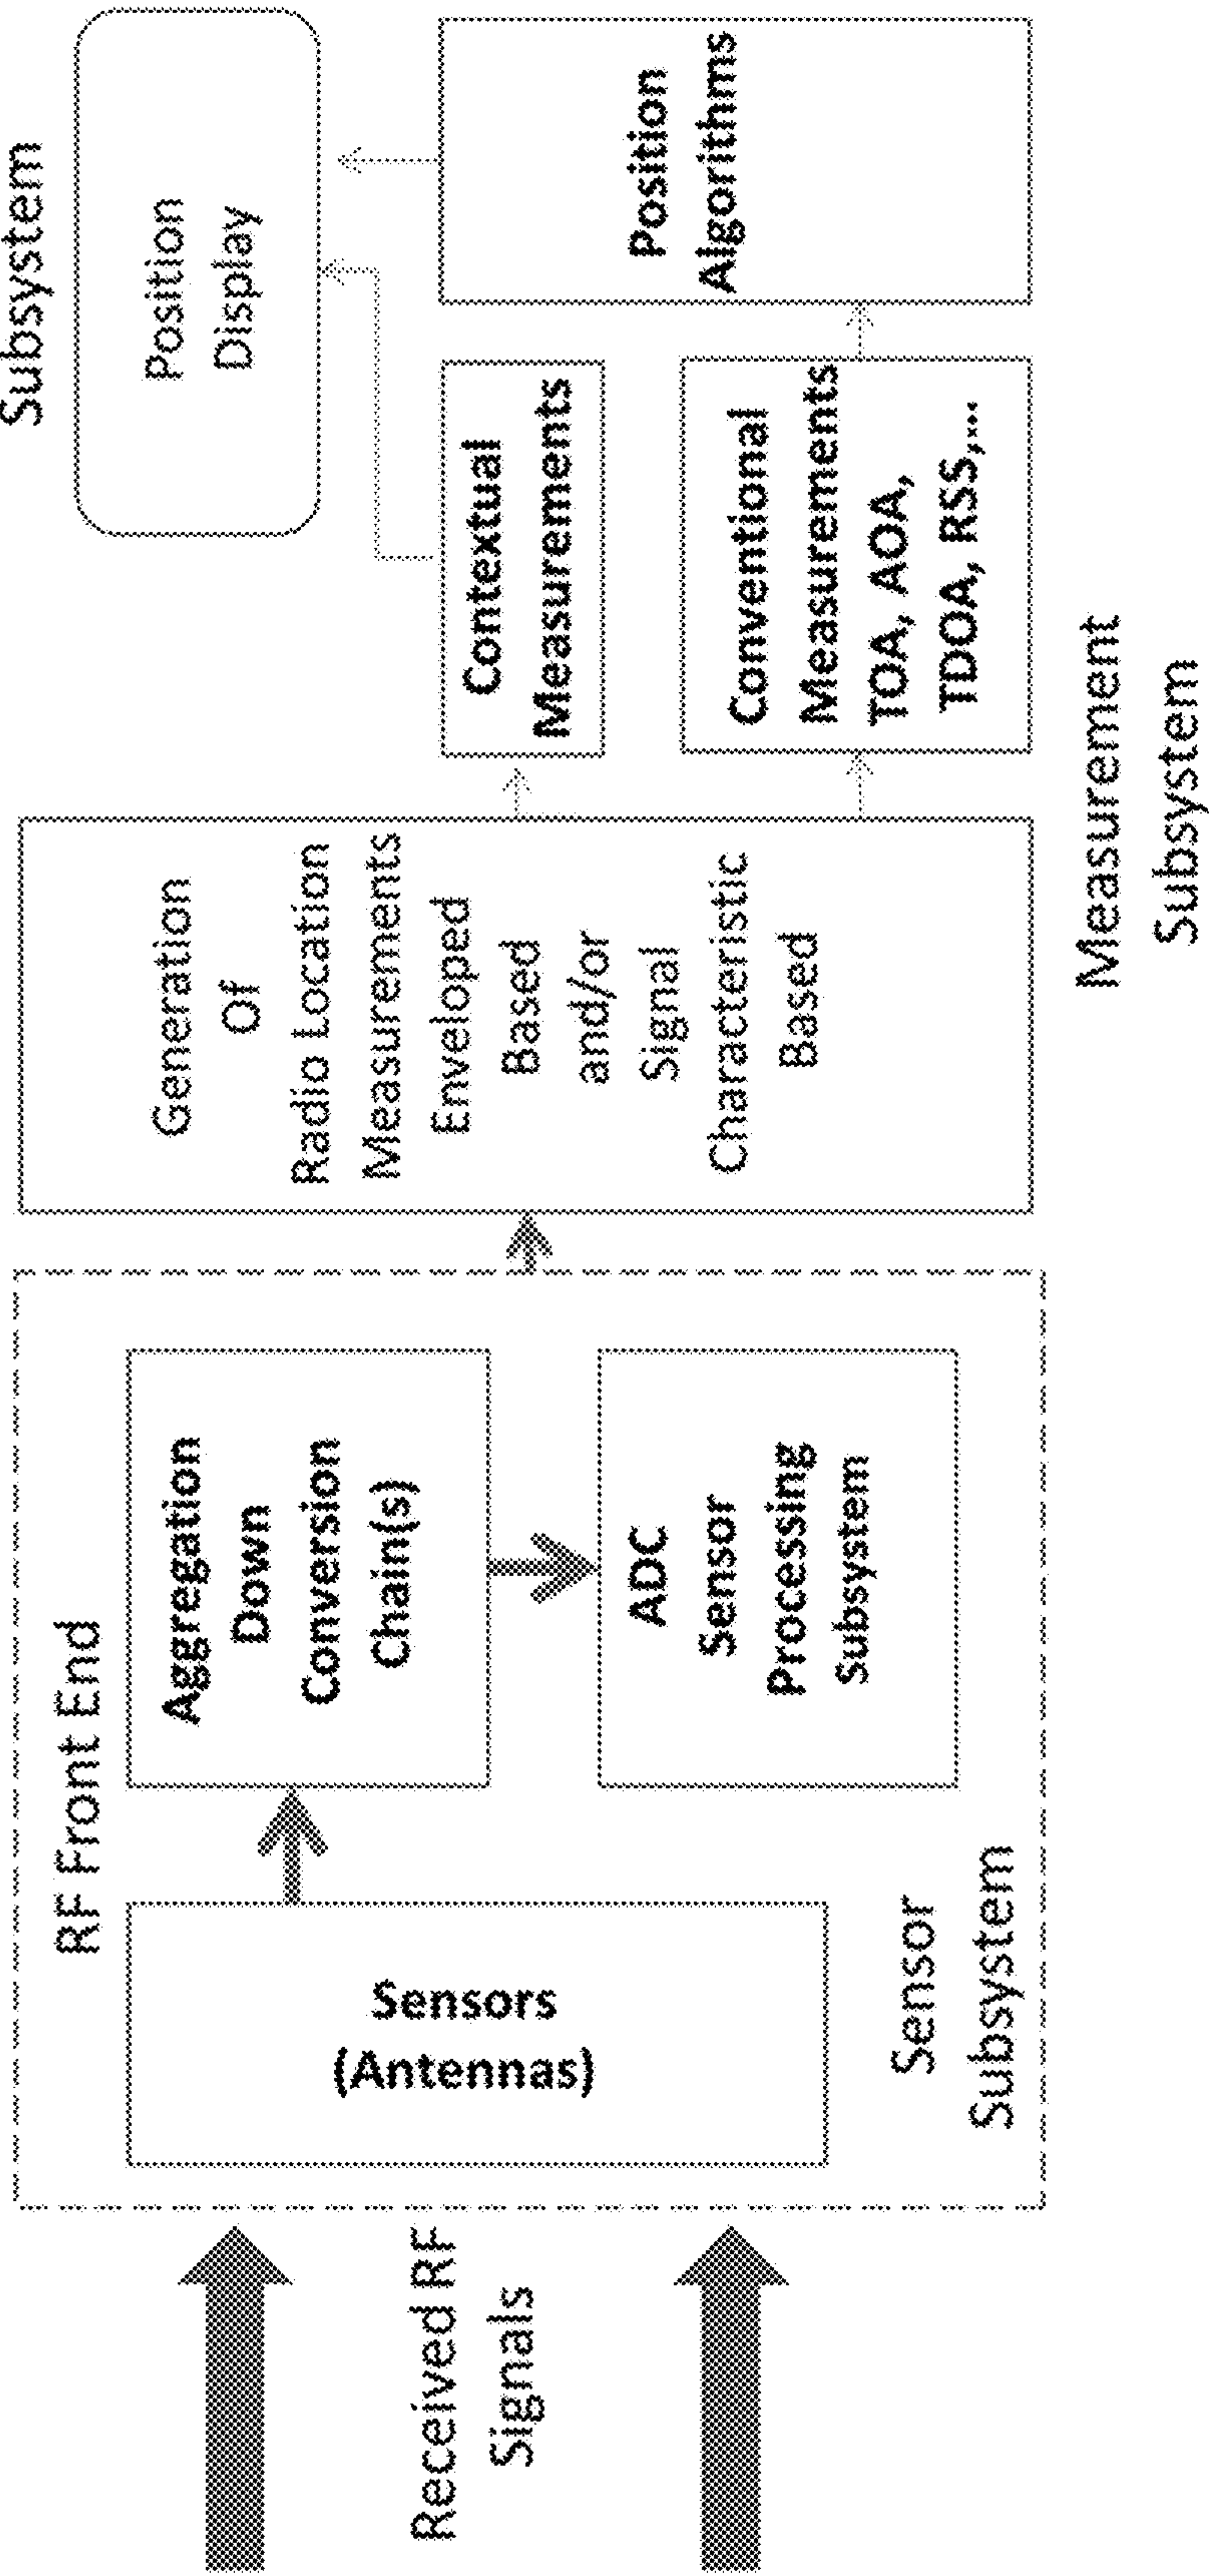 Received RF
Signals
RF Front End
Sensors
(Antennas)
Aggregation
Down
Conversion
Chain(s)
ADC
Sensor
Processing
Subsystem
Sensor
Subsystem
Generation
Of
Radio Location
Measurements
Enveloped
Based
and/or
Signal
Characteristic
Based
Contextual
Measurements
Conventional
Measurements
TOA, AOA,
TDOA, RSS,...
Measurement
Subsystem
Subsystem
Position
Display
Position
Algorithms